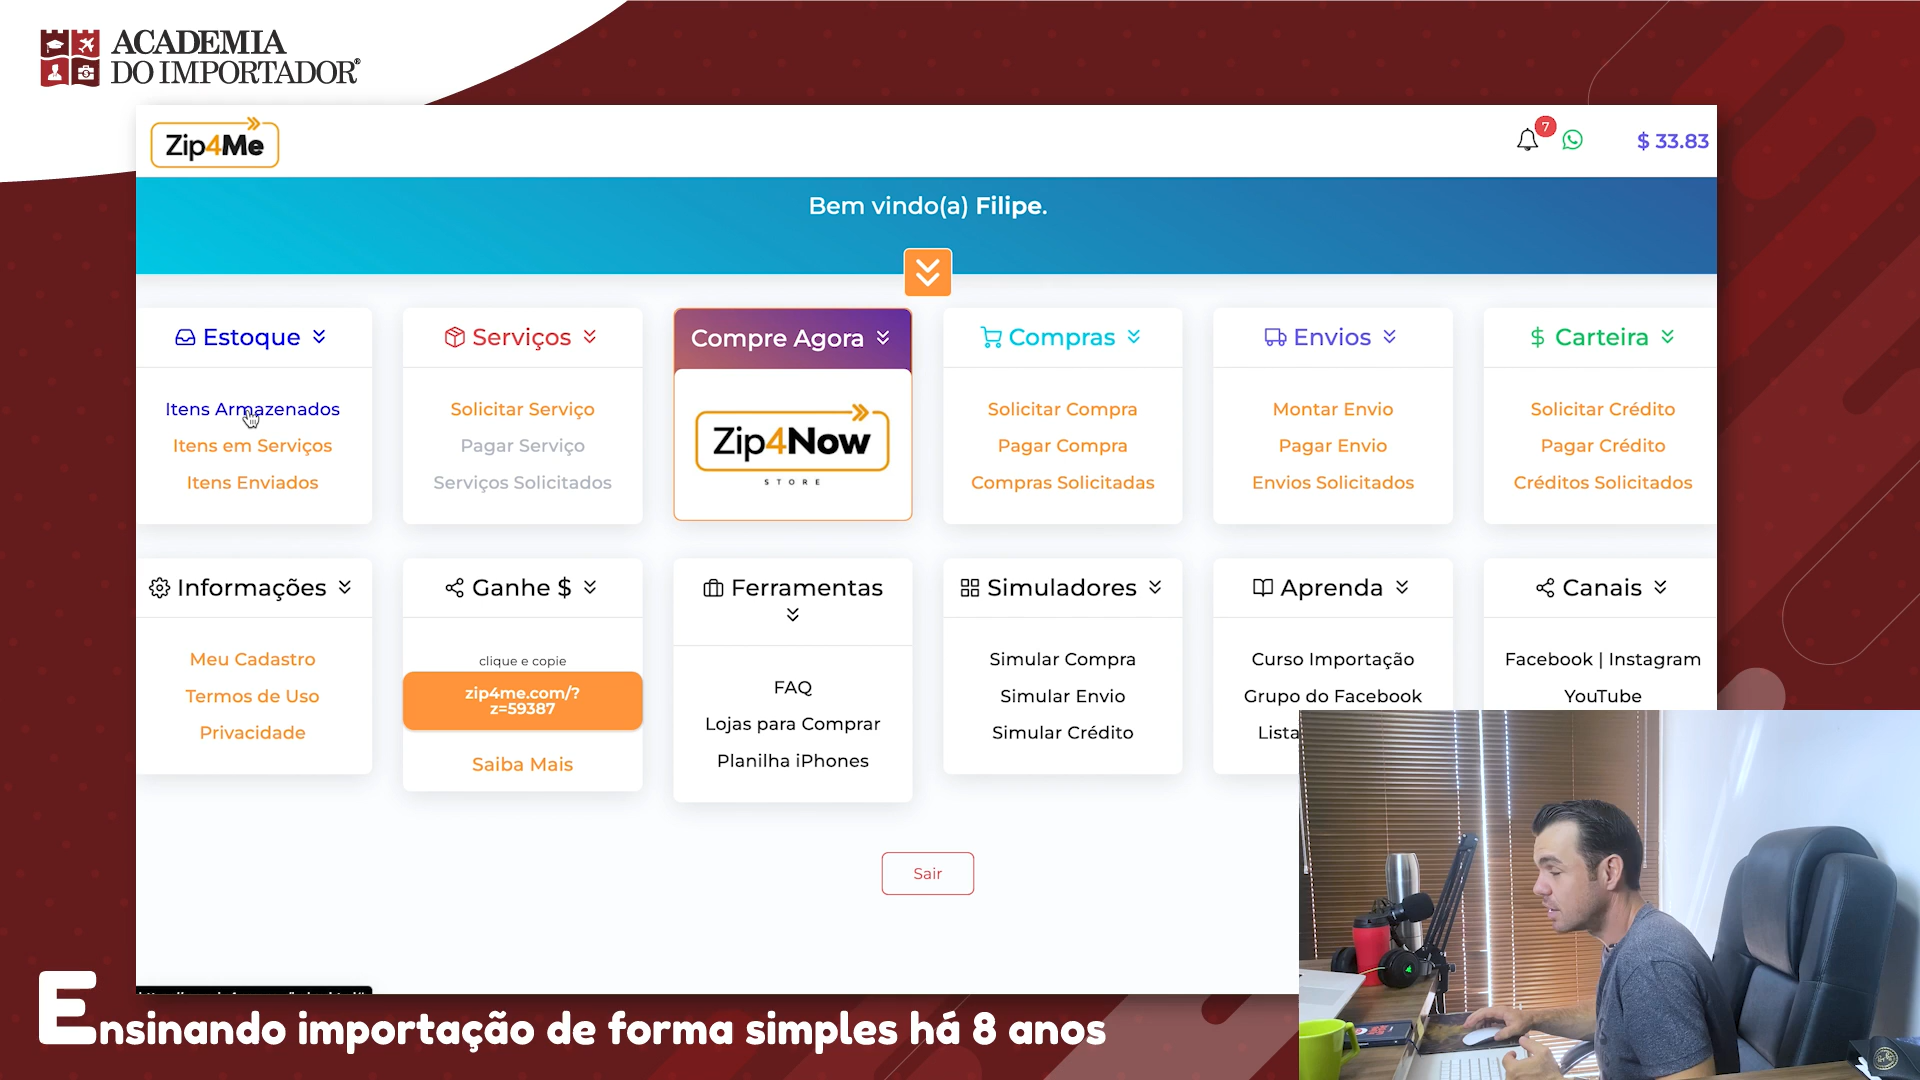 ACADEMIA
DO IMPORTADOR®
Zip4Me
7
$ 33.83
Bem vindo(a) Filipe.
Estoque
Itens Armazenados
Itens em Serviços
Itens Enviados
Serviços
Solicitar Serviço
Pagar Serviço
Serviços Solicitados
Compre Agora
Zip4Now
STORE
Compras
Solicitar Compra
Pagar Compra
Compras Solicitadas
Envios
Montar Envio
Pagar Envio
Envios Solicitados
Carteira
Solicitar Crédito
Pagar Crédito
Créditos Solicitados
Informações
Meu Cadastro
Termos de Uso
Privacidade
Ganhe $
clique e copie
zip4me.com/?
z=59387
Saiba Mais
Ferramentas
FAQ
Lojas para Comprar
Planilha iPhones
Simuladores
Simular Compra
Simular Envio
Simular Crédito
Aprenda
Curso Importação
Grupo do Facebook
Lista
Canais
Facebook | Instagram
YouTube
Sair
Ensinando importação de forma simples há 8 anos